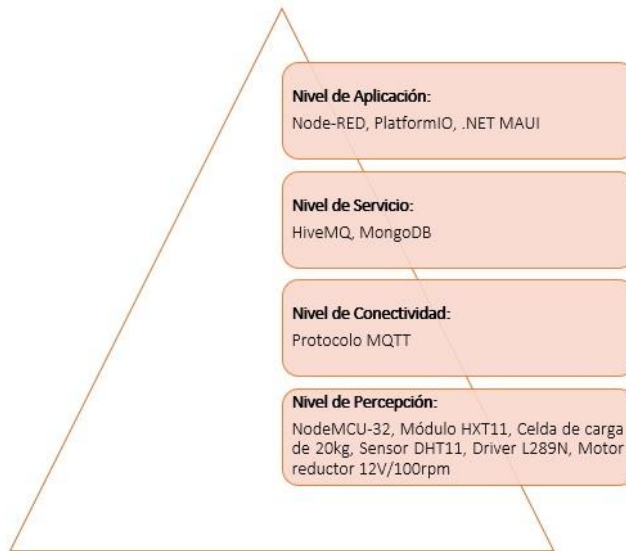 Nivel de Aplicación:
Node-RED, PlatformIO, .NET MAUI
Nivel de Servicio:
HiveMQ, MongoDB
Nivel de Conectividad:
Protocolo MQTT
Nivel de Percepción:
NodeMCU-32, Módulo HXT11, Celda de carga
de 20kg, Sensor DHT11, Driver L289N, Motor
reductor 12V/100rpm